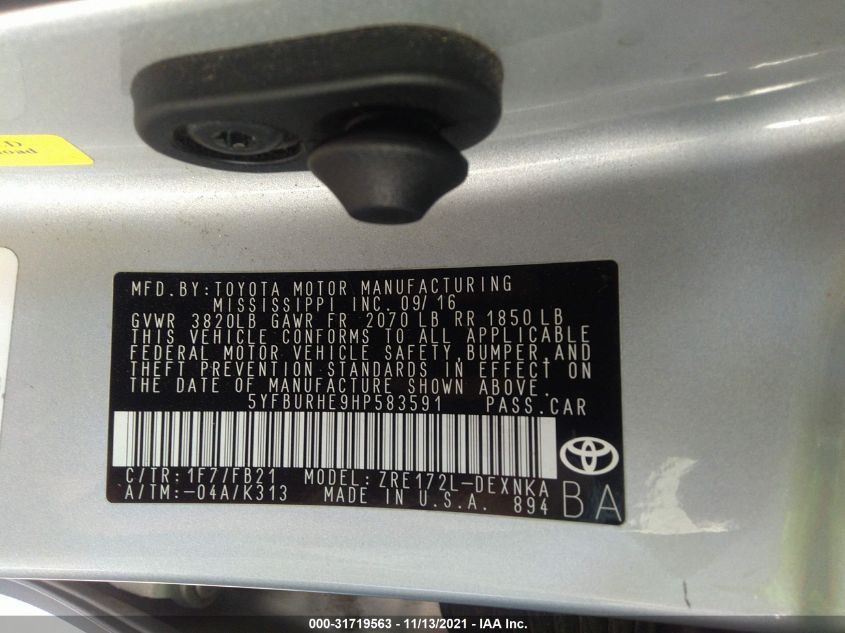 MFD.BY:TOYOTA MOTOR MANUFACTURING
MISSISSIPPI INC. 09/16
GVWR 3820LB GAWR FR 2070 LB RR 1850 LB
THIS VEHICLE CONFORMS TO ALL APPLICABLE
FEDERAL MOTOR VEHICLE SAFETY, BUMPER, AND
THEFT PREVENTION STANDARDS IN EFFECT ON
THE DATE OF MANUFACTURE SHOWN ABOVE.
5YFBURHE9HP583591 PASS.CAR
C/TR:1F7/FB21 MODEL:ZRE172L-DEXNKA
A/TM:-04A/K313 MADE IN U.S.A. 894 BA
000-31719563 - 11/13/2021 - IAA Inc.